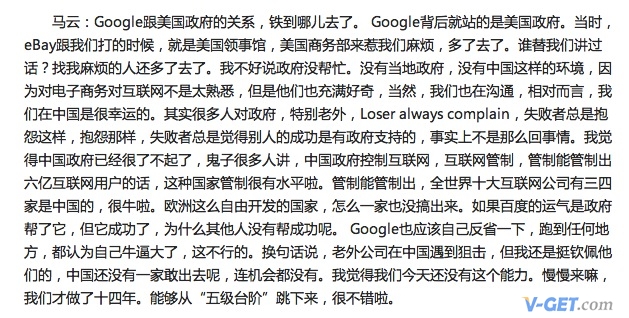 马云：Google跟美国政府的关系，铁到哪儿去了。 Google背后就站的是美国政府。当时，
eBay跟我们打的时候，就是美国领事馆，美国商务部来惹我们麻烦，多了去了。谁替我们讲过
话？找我麻烦的人还多了去了。我不好说政府没帮忙。没有当地政府，没有中国这样的环境，因
为对电子商务对互联网不是太熟悉，但是他们也充满好奇，当然，我们也在沟通，相对而言，我
们在中国是很幸运的。其实很多人对政府，特别老外，Loser always complain，失败者总是抱
怨这样，抱怨那样，失败者总是觉得别人的成功是有政府支持的，事实上不是那么回事情。我觉
得中国政府已经很了不起了，鬼子很多人讲，中国政府控制互联网，互联网管制，管制能管制出
六亿互联网用户的话，这种国家管制很有水平啦。管制能管制出，全世界十大互联网公司有三四
家是中国的，很牛啦。欧洲这么自由开发的国家，怎么一家也没搞出来。如果百度的运气是政府
帮了它，但它成功了，为什么其他人没有帮成功呢。 Google也应该自己反省一下，跑到任何地
方，都认为自己牛逼大了，这不行的。换句话说，老外公司在中国遇到狙击，但我还是挺钦佩他
们的，中国还没有一家敢出去呢，连机会都没有。我觉得我们今天还没有这个能力。慢慢来嘛，
我们才做了十四年。能够从“五级台阶”跳下来，很不错啦。
V-GET.com